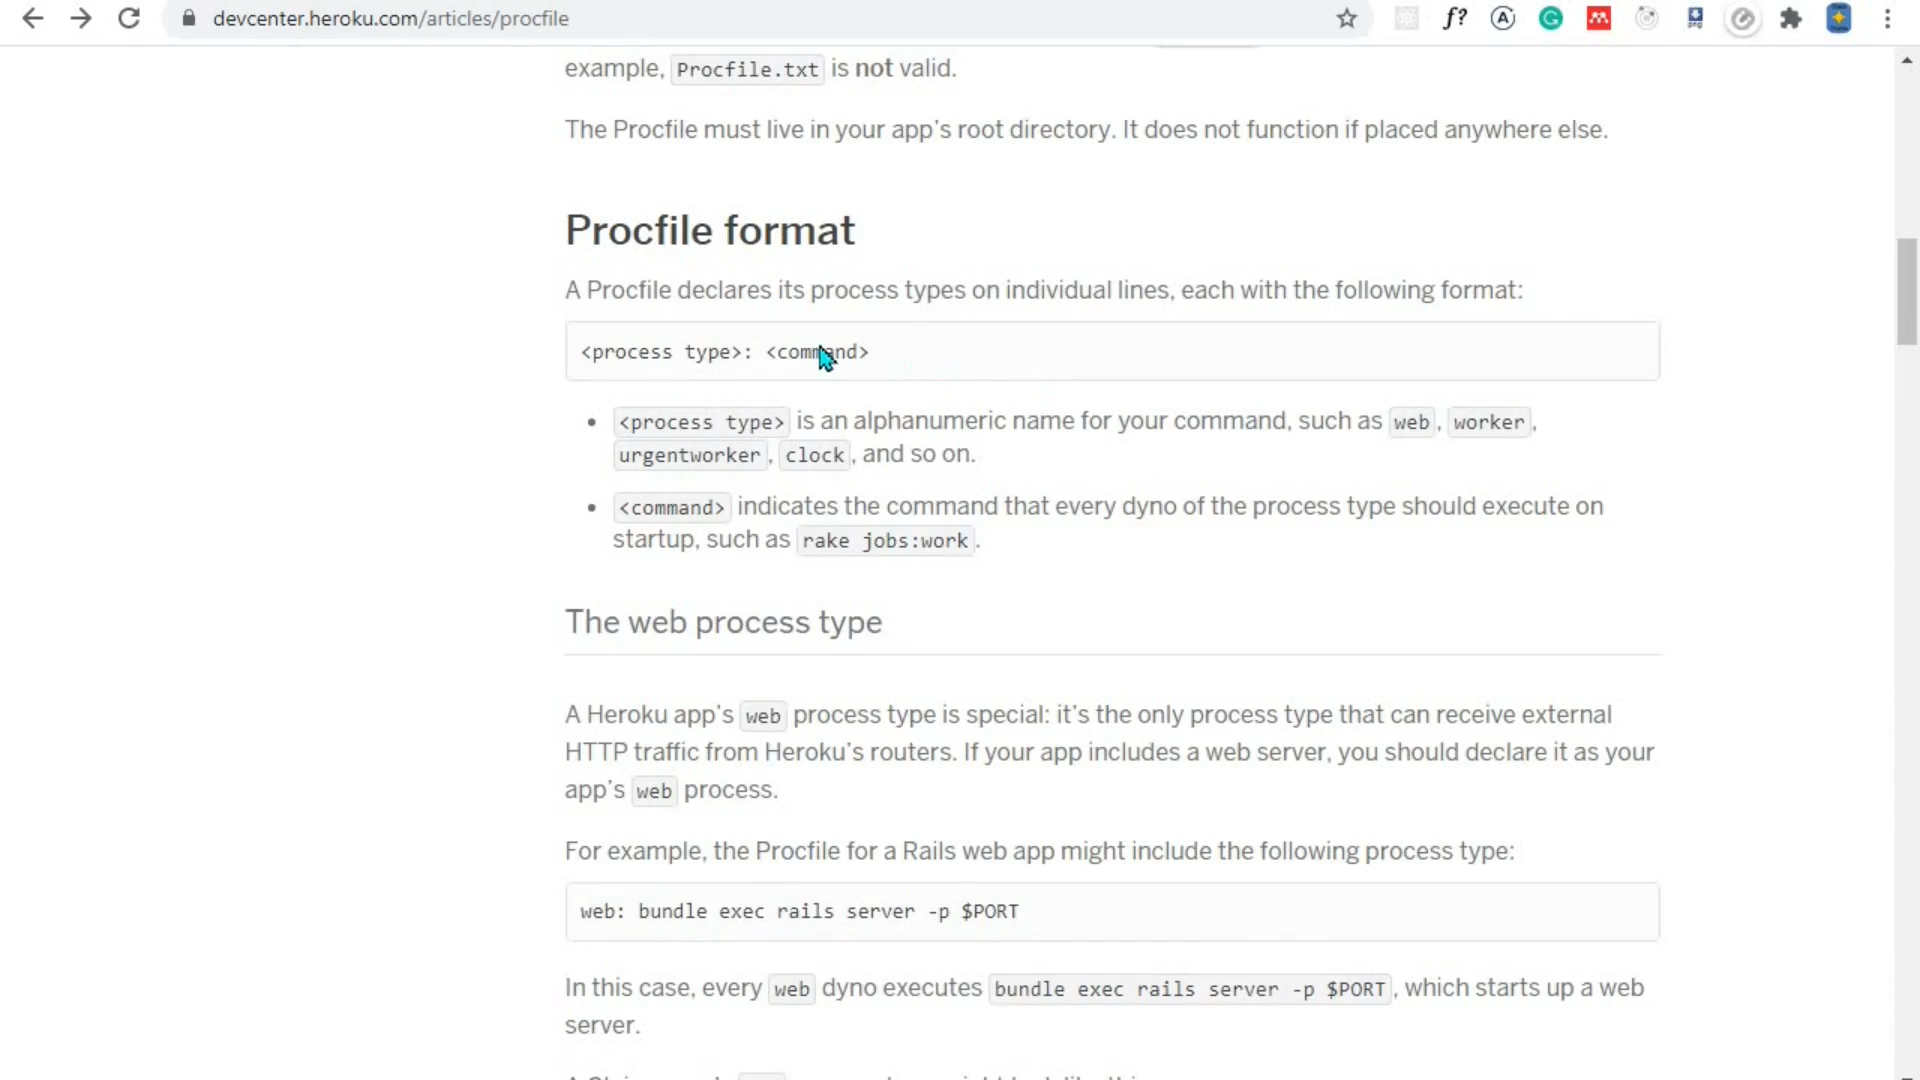 devcenter.heroku.com/articles/procfile
example, Procfile.txt is not valid.
The Procfile must live in your app's root directory. It does not function if placed anywhere else.
Procfile format
A Procfile declares its process types on individual lines, each with the following format:
<process type>: <command>
<process type> is an alphanumeric name for your command, such as web, worker,
urgentworker, clock, and so on.
<command> indicates the command that every dyno of the process type should execute on
startup, such as rake jobs:work.
The web process type
A Heroku app's web process type is special: it's the only process type that can receive external
HTTP traffic from Heroku's routers. If your app includes a web server, you should declare it as your
app's web process.
For example, the Procfile for a Rails web app might include the following process type:
web: bundle exec rails server -p $PORT
In this case, every web dyno executes bundle exec rails server -p $PORT, which starts up a web
server.